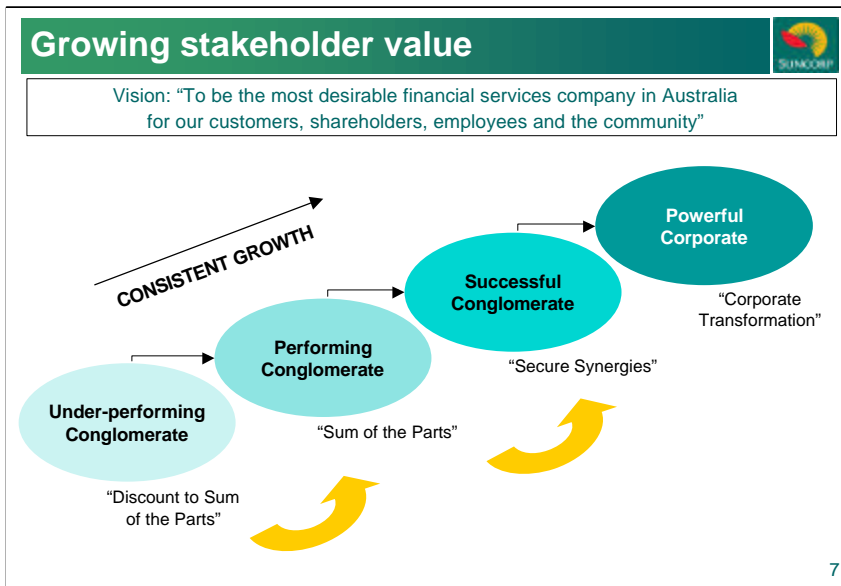 Growing stakeholder value
SUNCORP
Vision: “To be the most desirable financial services company in Australia
for our customers, shareholders, employees and the community”
CONSISTENT GROWTH
Powerful
Corporate
“Corporate
Transformation”
Successful
Conglomerate
“Secure Synergies”
Performing
Conglomerate
“Sum of the Parts”
Under-performing
Conglomerate
“Discount to Sum
of the Parts”
7